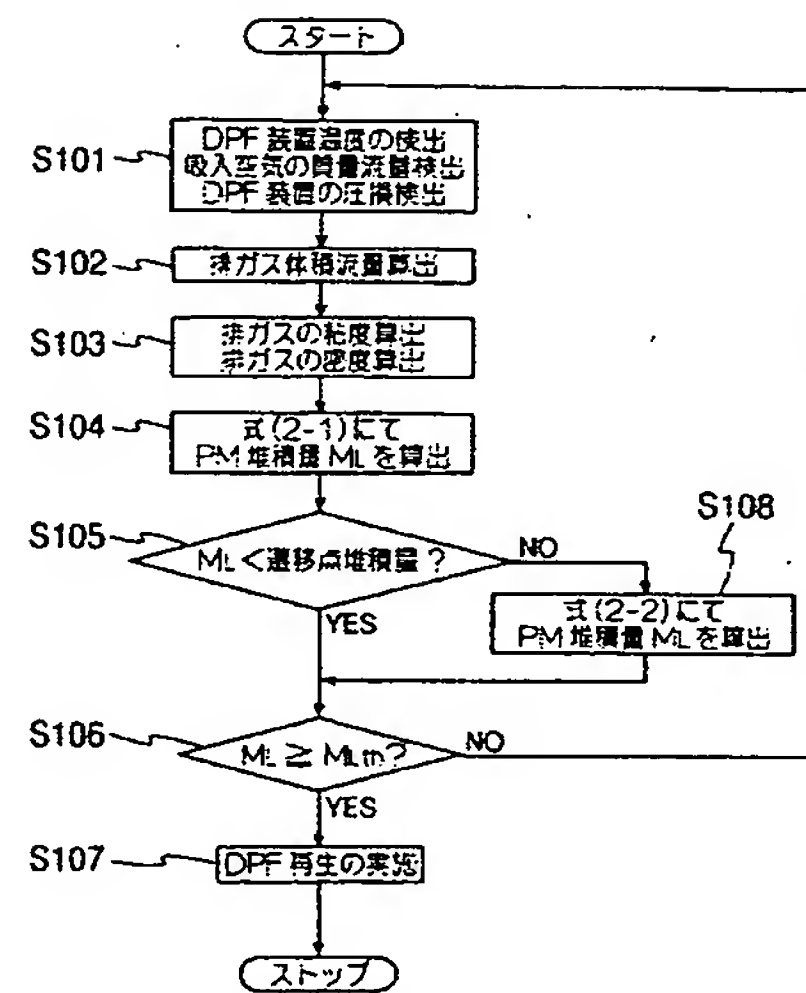 スタート
S101
DPF 装置温度の検出
吸入空気の質量流量検出
DPF 装置の圧損検出
S102
排ガス体積流量算出
S103
排ガスの粘度算出
排ガスの密度算出
S104
式(2-1)にて
PM 堆積量 ML を算出
S105
ML<遷移点堆積量?
NO
YES
S108
式(2-2)にて
PM 堆積量 ML を算出
S106
ML ≧ MLm?
NO
YES
S107
DPF 再生の実施
ストップ